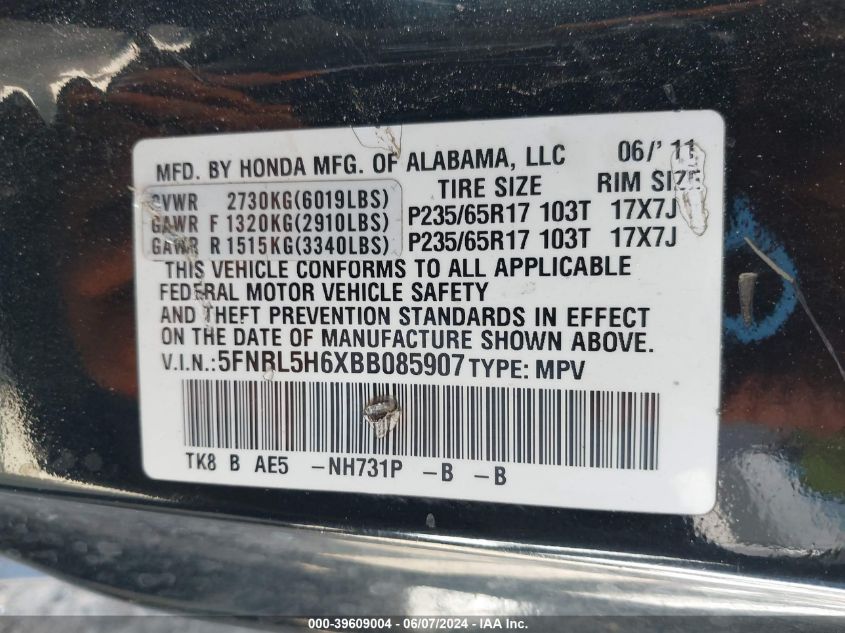 MFD. BY HONDA MFG. OF ALABAMA, LLC 06/'11
TIRE SIZE RIM SIZE
GVWR 2730KG(6019LBS)
GAWR F 1320KG(2910LBS) P235/65R17 103T 17X7J
GAWR R 1515KG(3340LBS) P235/65R17 103T 17X7J
THIS VEHICLE CONFORMS TO ALL APPLICABLE
FEDERAL MOTOR VEHICLE SAFETY
AND THEFT PREVENTION STANDARDS IN EFFECT
ON THE DATE OF MANUFACTURE SHOWN ABOVE.
V.I.N.: 5FNRL5H6XBB085907 TYPE: MPV
TK8 B AE5 -NH731P -B -B
000-39609004 - 06/07/2024 - IAA Inc.